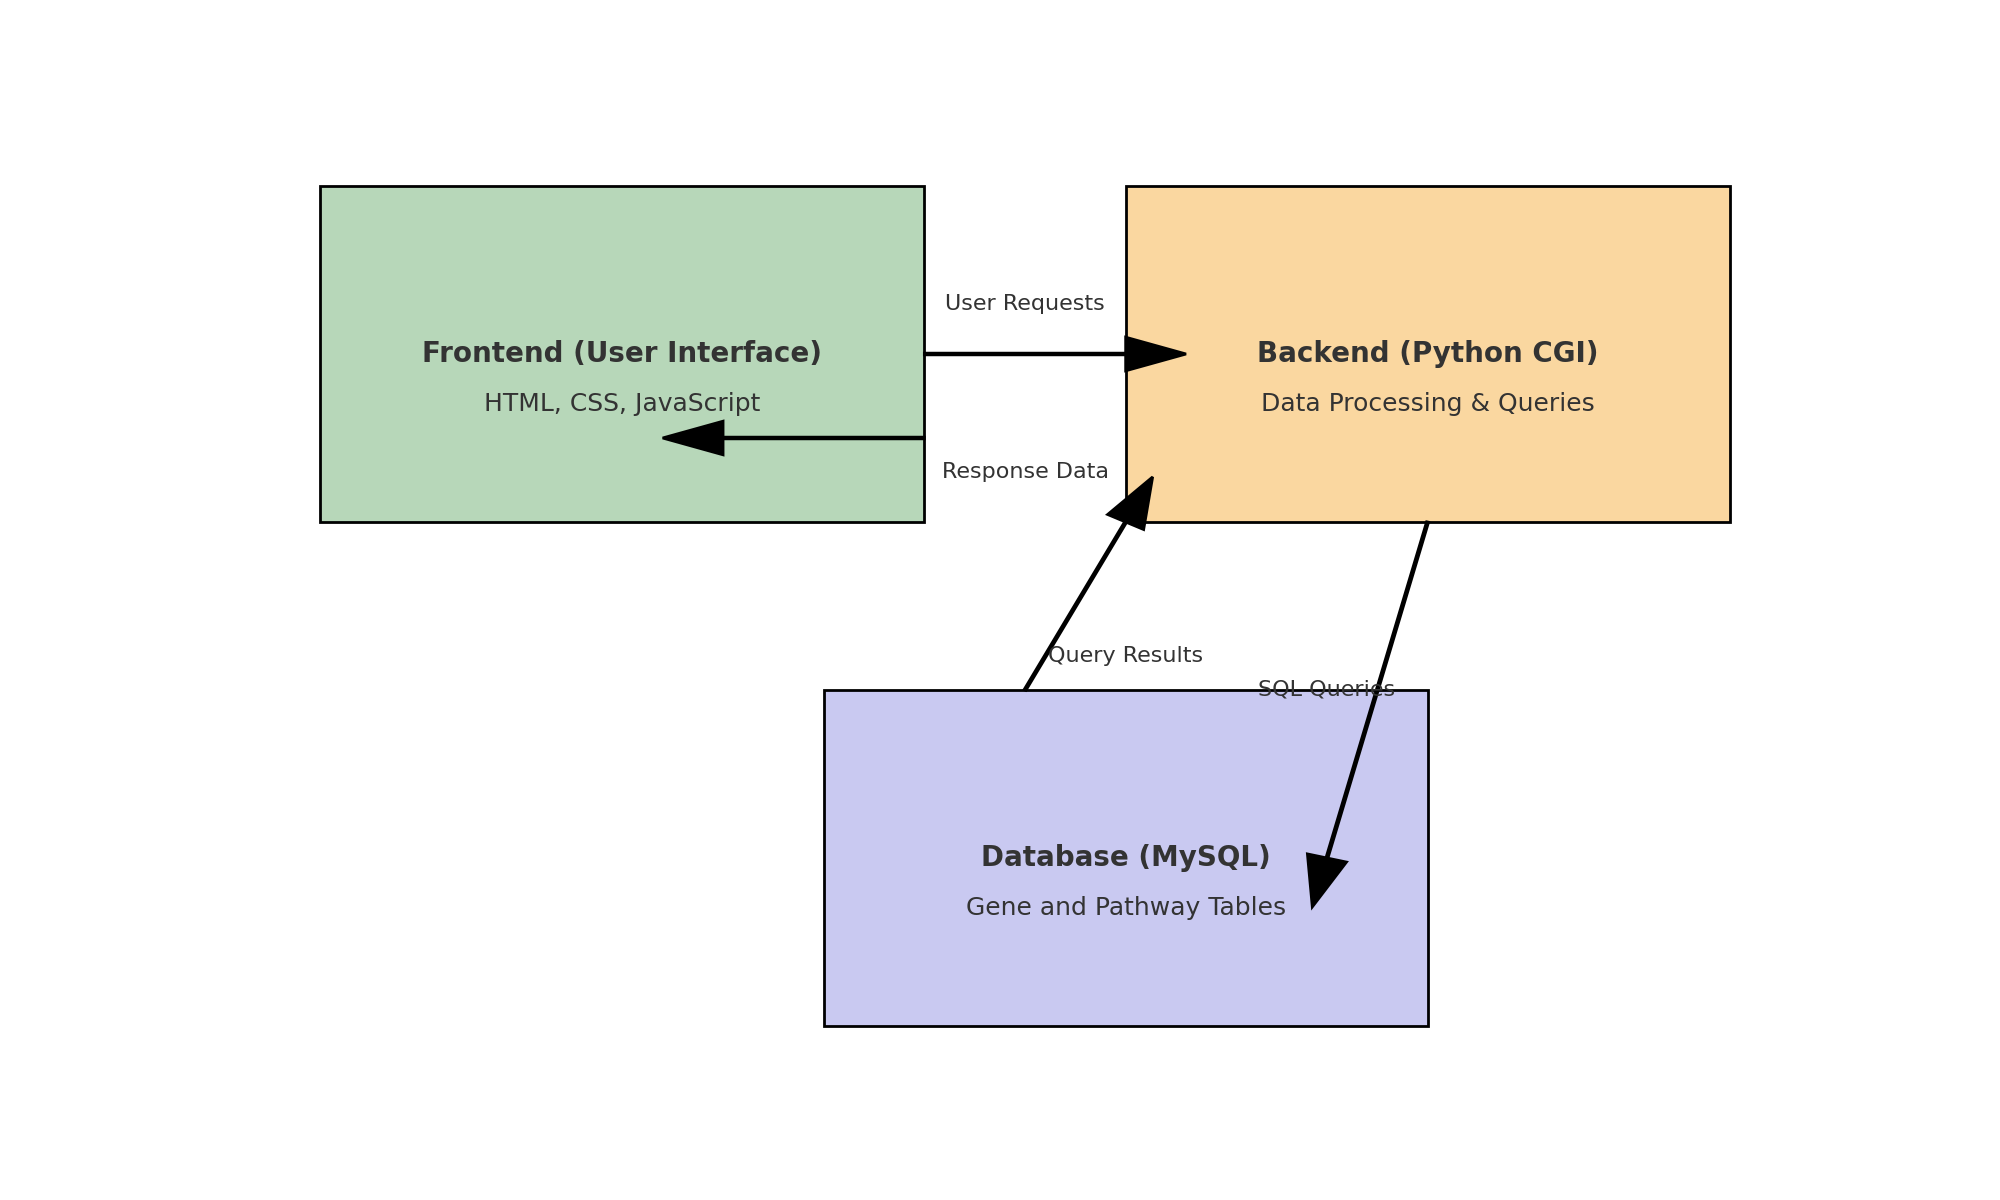 User Requests
Frontend (User Interface)
HTML, CSS, JavaScript
Backend (Python CGI)
Data Processing & Queries
Response Data
Query Results
SQL Queries
Database (MySQL)
Gene and Pathway Tables